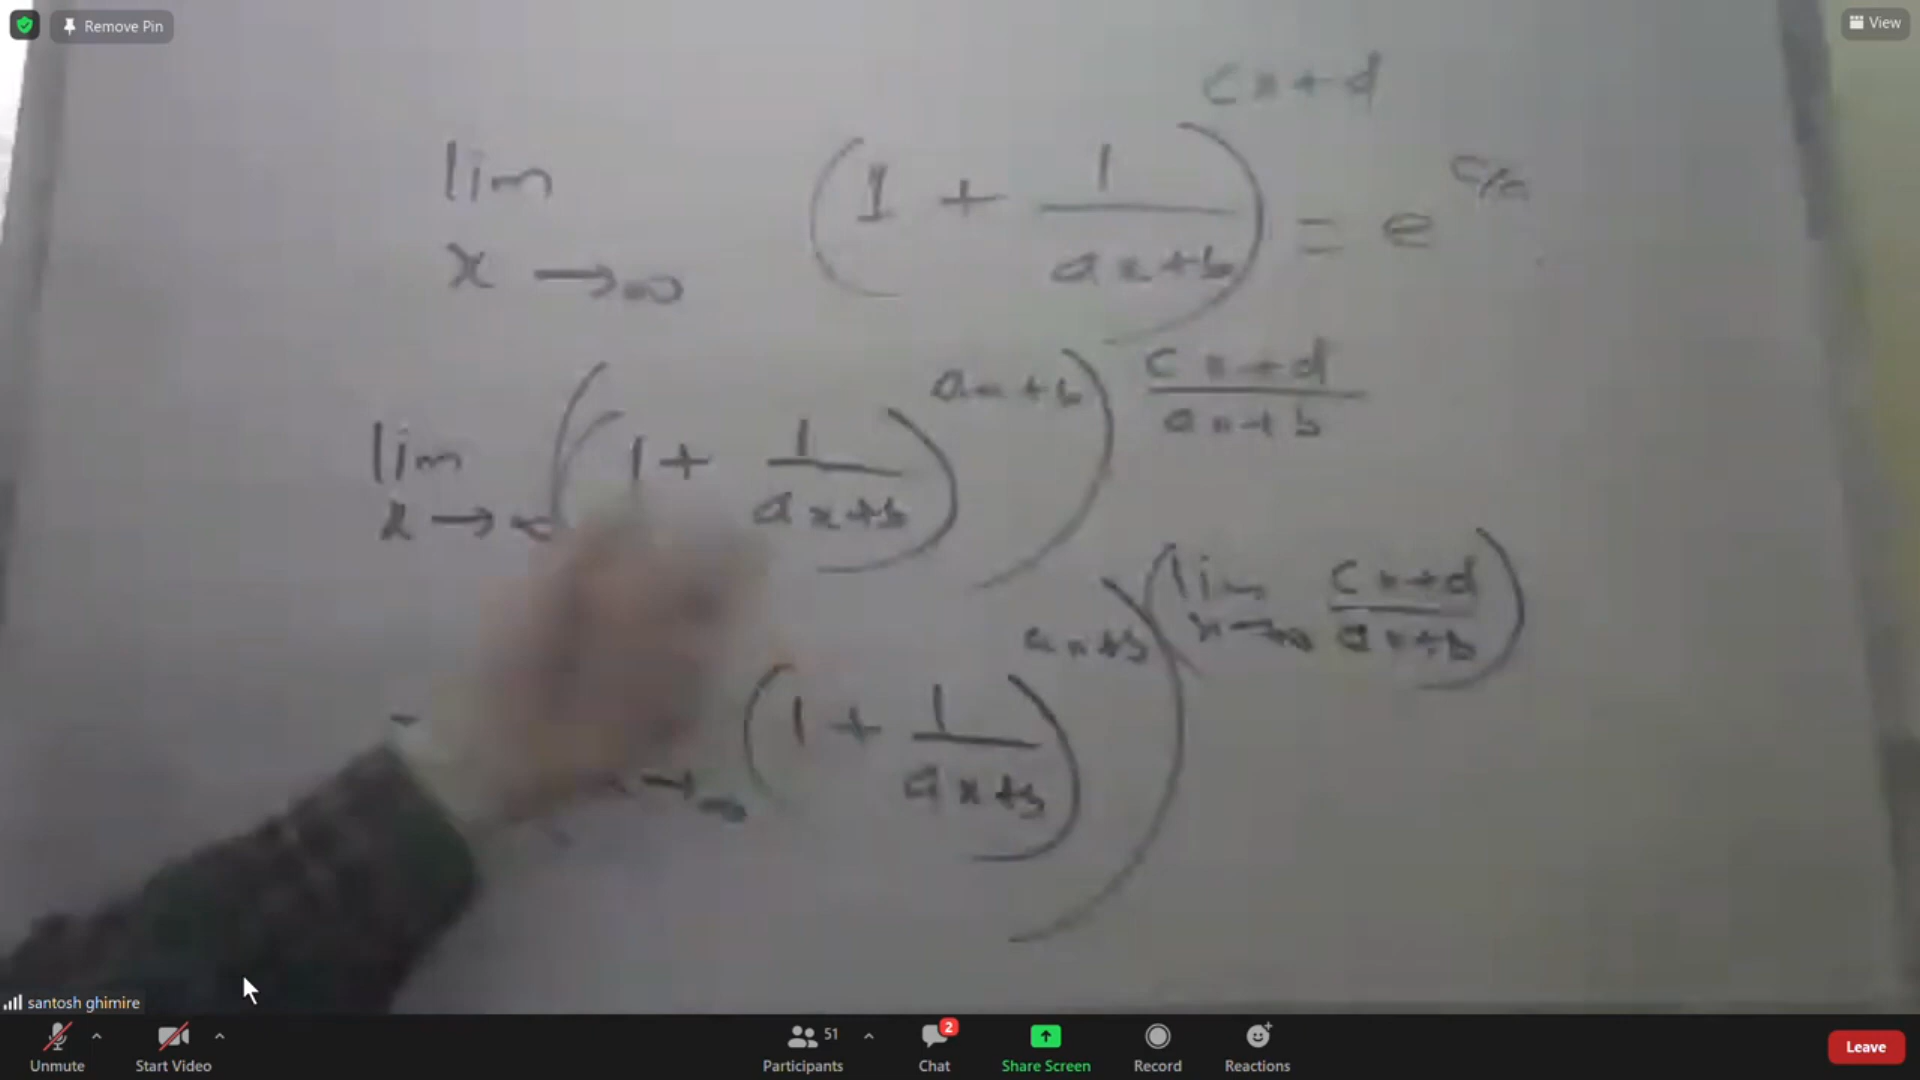 Remove Pin
View
lim x → ∞ (1 + 1/(ax+b))^(cx+d) = e^(c/a)
lim x → ∞ ((1 + 1/(ax+b))^(ax+b))^((cx+d)/(ax+b))
→ ∞ (1 + 1/(ax+b))^(ax+b))^(lim x → ∞ (cx+d)/(ax+b))
santosh ghimire
Unmute
Start Video
51
Participants
2
Chat
Share Screen
Record
Reactions
Leave